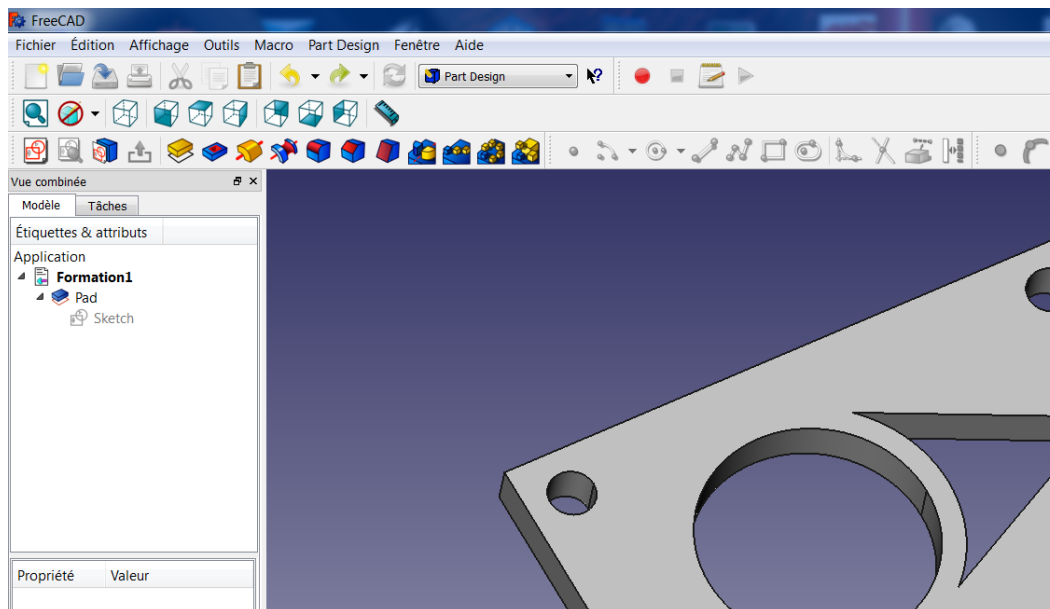 FreeCAD
Fichier Édition Affichage Outils Macro Part Design Fenêtre Aide
Part Design
Vue combinée
Modèle Tâches
Étiquettes & attributs
Application
Formation1
Pad
Sketch
Propriété Valeur